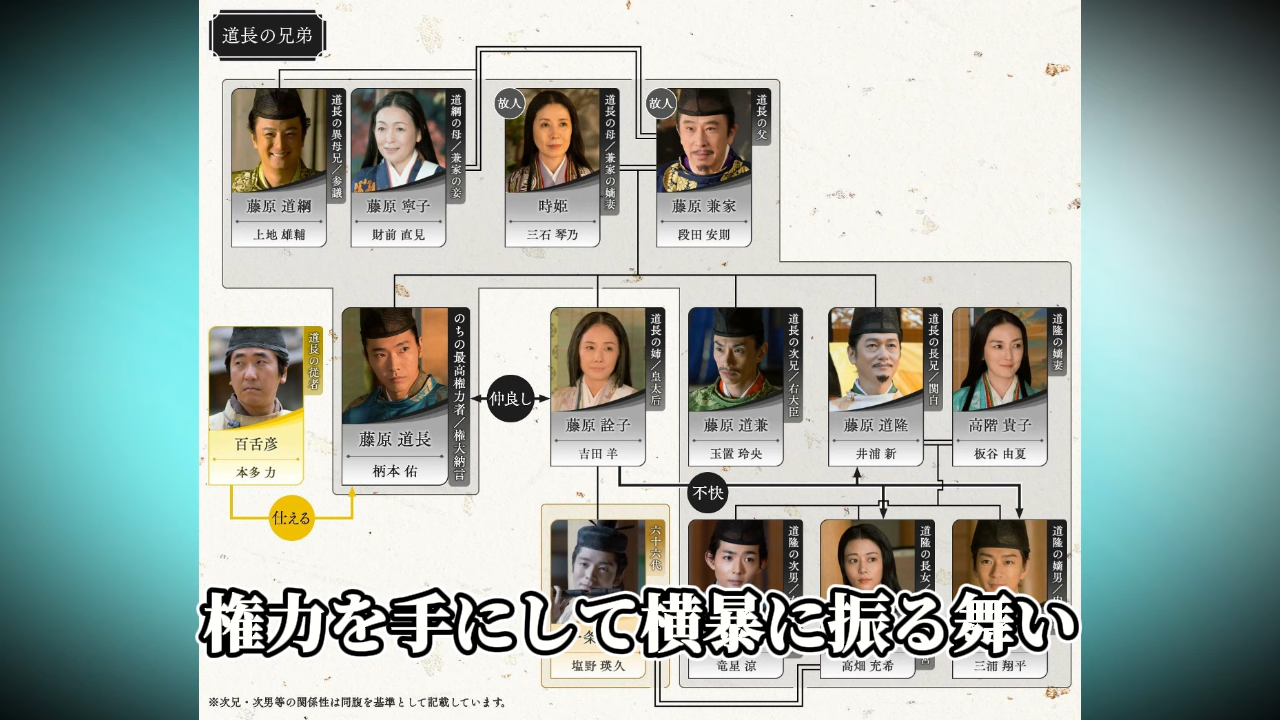 道長の兄弟
道長の異母兄／参議
藤原 道綱
上地 雄輔
道綱の母／兼家の妾
藤原 寧子
財前 直見
故人
道長の母／兼家の嫡妻
時姫
三石 琴乃
故人
道長の父
藤原 兼家
段田 安則
道長の従者
百舌彦
本多 力
仕える
のちの最高権力者／権大納言
藤原 道長
柄本 佑
仲良し
道長の姉／皇太后
藤原 詮子
吉田 羊
道長の次兄／右大臣
藤原 道兼
玉置 玲央
道長の長兄／関白
藤原 道隆
井浦 新
道隆の嫡妻
高階 貴子
板谷 由夏
不快
六十六代
条
塩野 瑛久
道隆の次男／
竜星 涼
道隆の長女／
高畑 充希
道隆の嫡男／
三浦 翔平
権力を手にして横暴に振る舞い
※次兄・次男等の関係性は同腹を基準として記載しています。